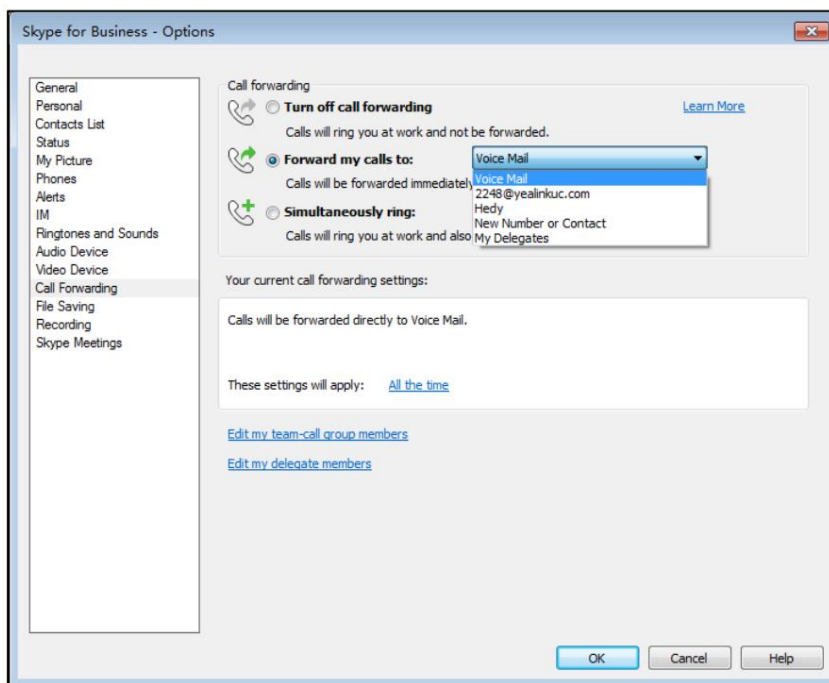 Skype for Business - Options
General
Personal
Contacts List
Status
My Picture
Phones
Alerts
IM
Ringtones and Sounds
Audio Device
Video Device
Call Forwarding
File Saving
Recording
Skype Meetings
Call forwarding
Turn off call forwarding
Learn More
Calls will ring you at work and not be forwarded.
Forward my calls to:
Voice Mail
Calls will be forwarded immediately
Voice Mail
2248@yealinkuc.com
Hedy
New Number or Contact
My Delegates
Simultaneously ring:
Calls will ring you at work and also
Your current call forwarding settings:
Calls will be forwarded directly to Voice Mail.
These settings will apply: All the time
Edit my team-call group members
Edit my delegate members
OK
Cancel
Help